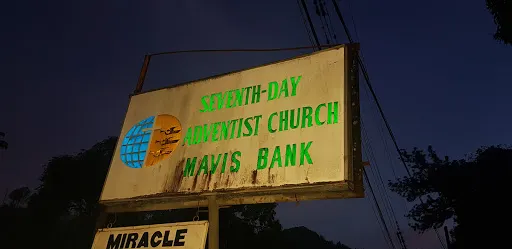 SEVENTH-DAY
ADVENTIST CHURCH
MAVIS BANK
MIRACLE